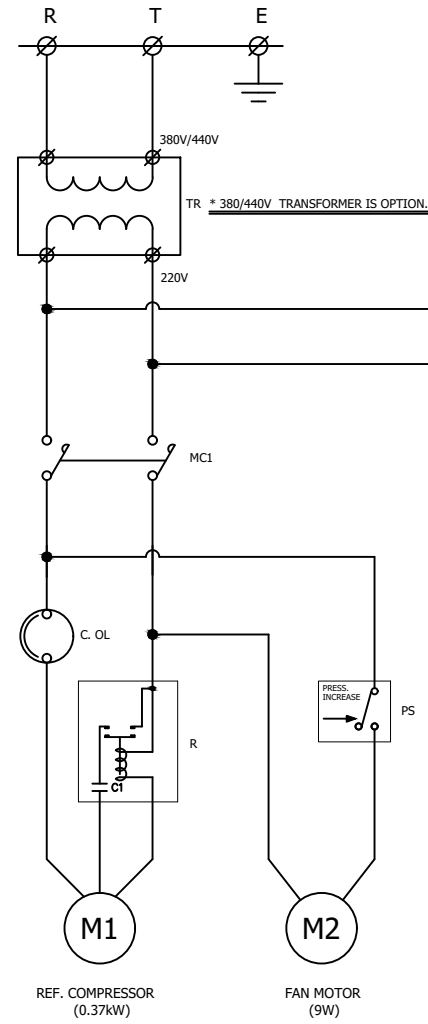 R T E
380V/440V
TR * 380/440V TRANSFORMER IS OPTION.
220V
MC1
C. OL
PRESS.
INCREASE
PS
R
C1
M1 M2
REF. COMPRESSOR FAN MOTOR
(0.37kW) (9W)